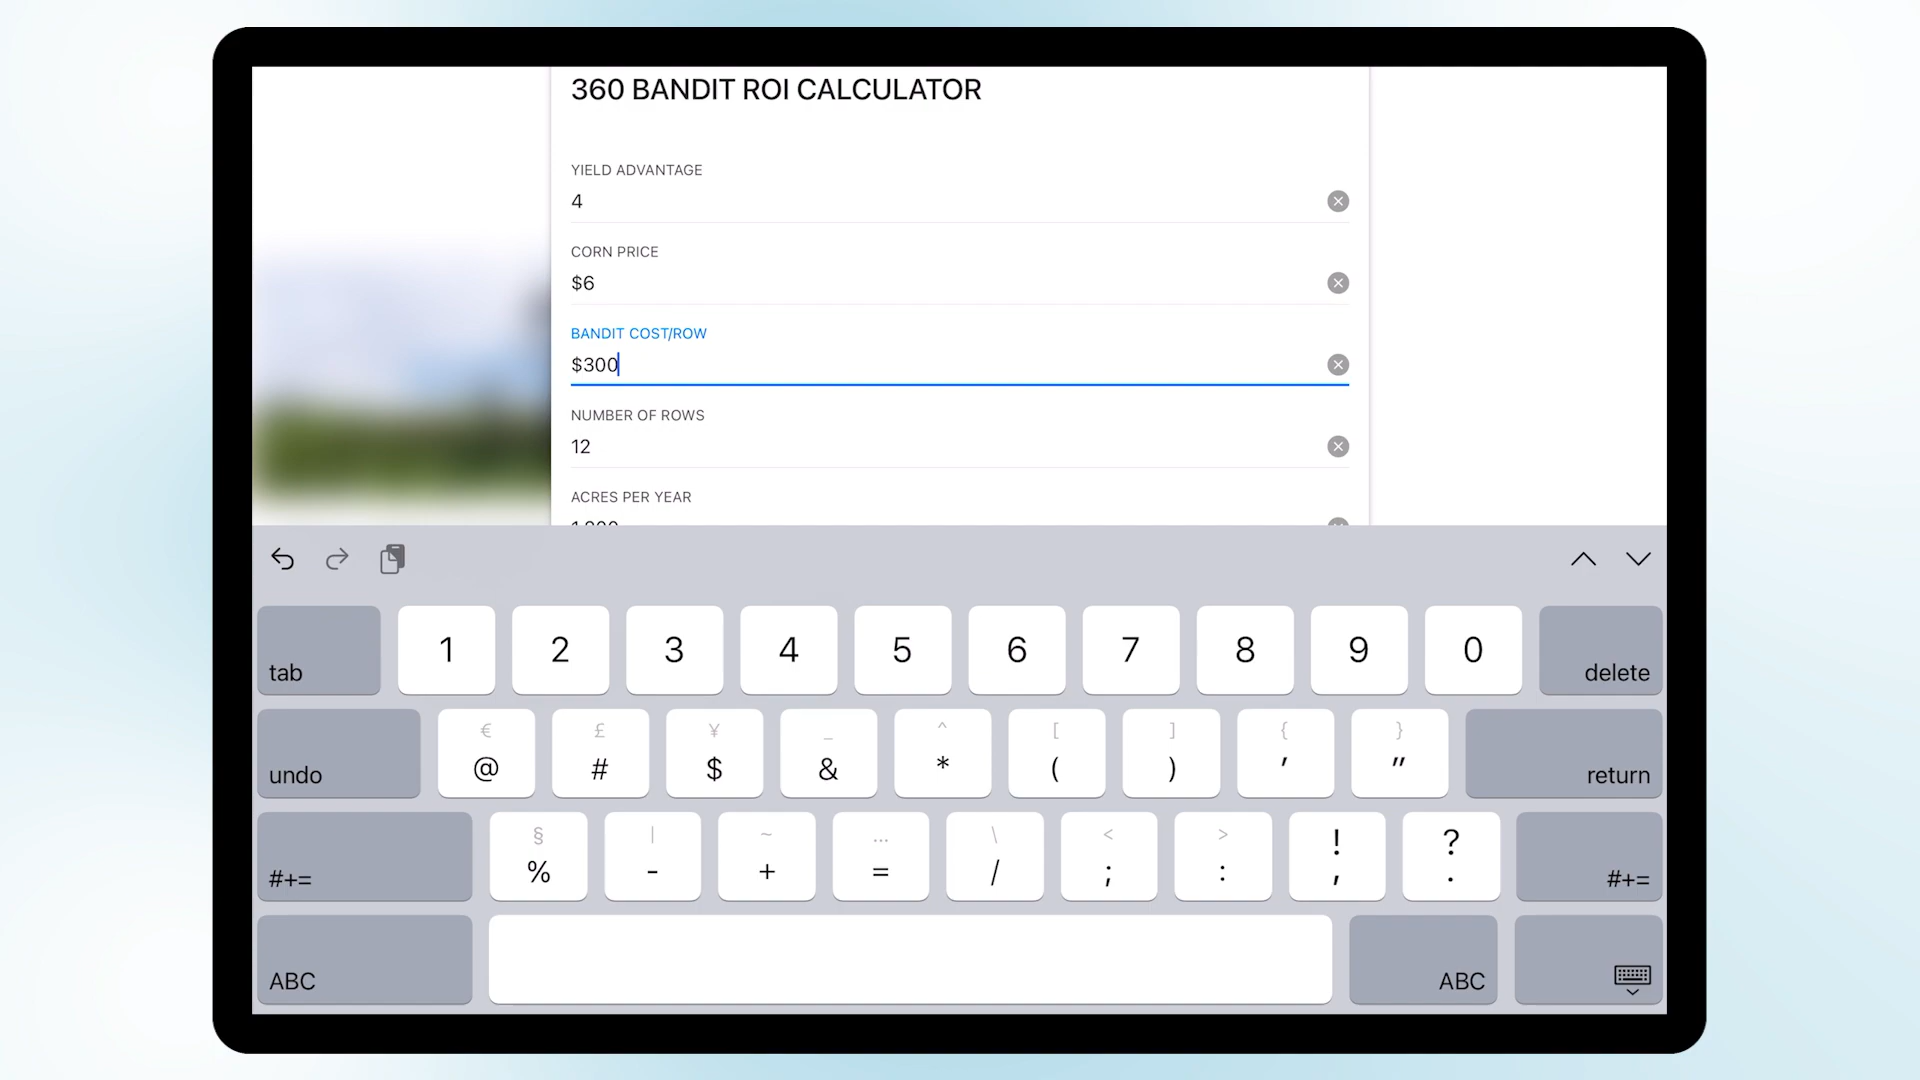 360 BANDIT ROI CALCULATOR
YIELD ADVANTAGE
4
CORN PRICE
$6
BANDIT COST/ROW
$300
NUMBER OF ROWS
12
ACRES PER YEAR
tab 1 2 3 4 5 6 7 8 9 0 delete
€ £ ¥ _ ^ [ ] { }
undo @ # $ & * ( ) ' " return
§ | ~ … \ < > ! ?
#+= % - + = / ; : , . #+=
ABC ABC